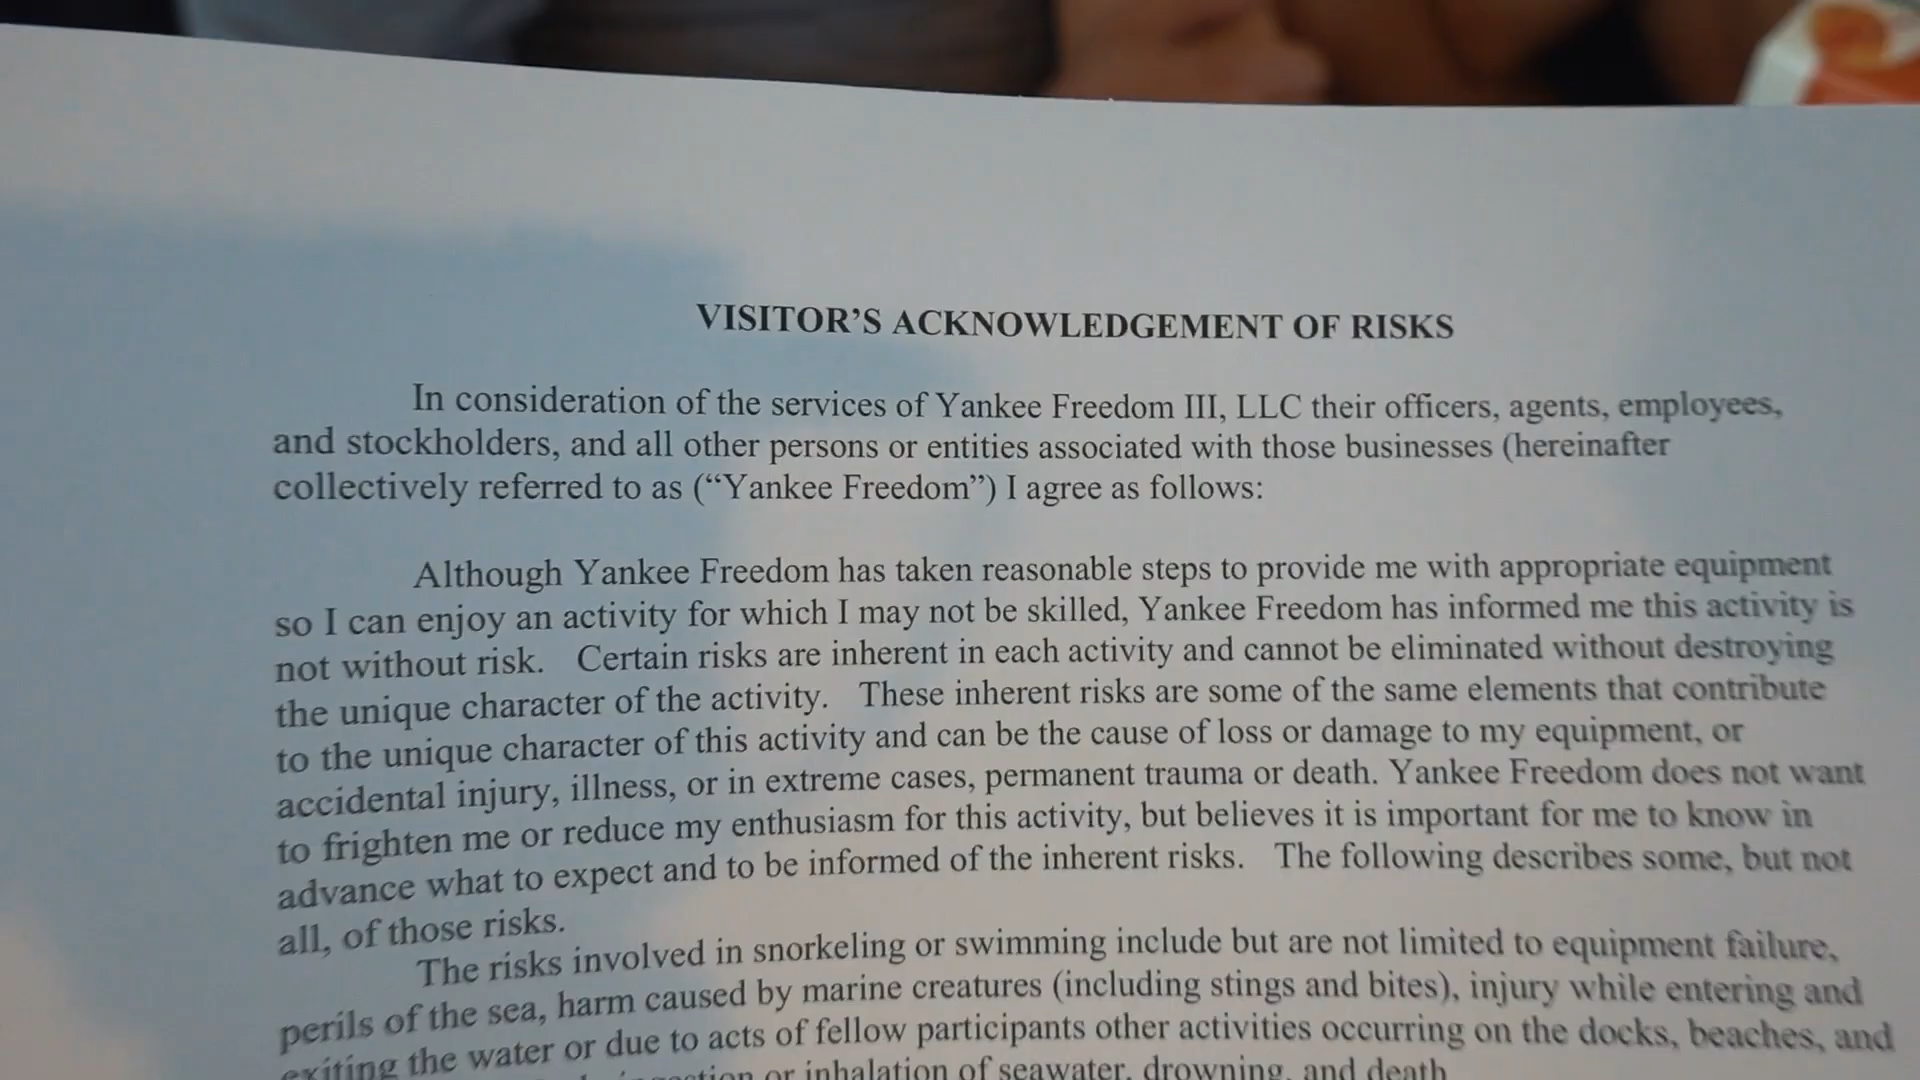 VISITOR’S ACKNOWLEDGEMENT OF RISKS
In consideration of the services of Yankee Freedom III, LLC their officers, agents, employees,
and stockholders, and all other persons or entities associated with those businesses (hereinafter
collectively referred to as (“Yankee Freedom”) I agree as follows:
Although Yankee Freedom has taken reasonable steps to provide me with appropriate equipment
so I can enjoy an activity for which I may not be skilled, Yankee Freedom has informed me this activity is
not without risk. Certain risks are inherent in each activity and cannot be eliminated without destroying
the unique character of the activity. These inherent risks are some of the same elements that contribute
to the unique character of this activity and can be the cause of loss or damage to my equipment, or
accidental injury, illness, or in extreme cases, permanent trauma or death. Yankee Freedom does not want
to frighten me or reduce my enthusiasm for this activity, but believes it is important for me to know in
advance what to expect and to be informed of the inherent risks. The following describes some, but not
all, of those risks.
The risks involved in snorkeling or swimming include but are not limited to equipment failure,
perils of the sea, harm caused by marine creatures (including stings and bites), injury while entering and
exiting the water or due to acts of fellow participants other activities occurring on the docks, beaches, and
or inhalation of seawater, drowning, and death